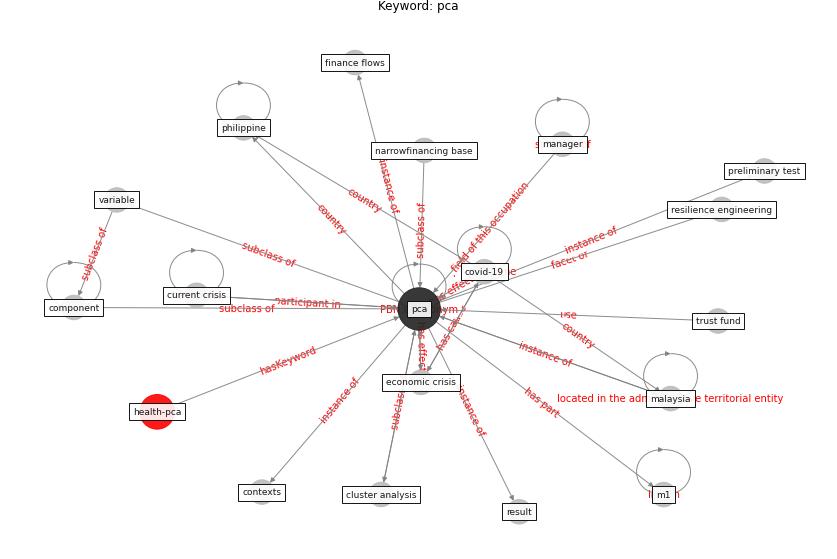 Keyword: pca
finance flows
philippine
manager
narrowfinancing base
preliminary test
instance of
country
country
variable
resilience engineering
subclass of
field of this occupation
instance of
facet of
subclass of
subclass of
covid-19
current crisis
participant in
component
subclass of
pca
use
trust fund
country
has effect
instance of
hasKeyword
economic crisis
malaysia
located in the adm
e territorial entity
health-pca
instance of
has part
instance of
contexts
cluster analysis
m1
result